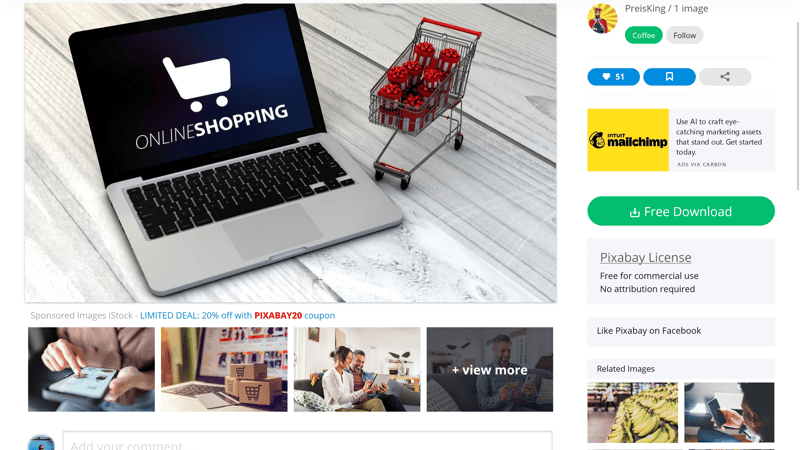 ONLINESHOPPING
PreisKing / 1 image
Coffee
Follow
51
INTUIT
mailchimp
Use AI to craft eye-
catching marketing assets
that stand out. Get started
today.
ADS VIA CARBON
Free Download
Pixabay License
Free for commercial use
No attribution required
Sponsored Images iStock - LIMITED DEAL: 20% off with PIXABAY20 coupon
+ view more
Like Pixabay on Facebook
Related Images
Add your comment